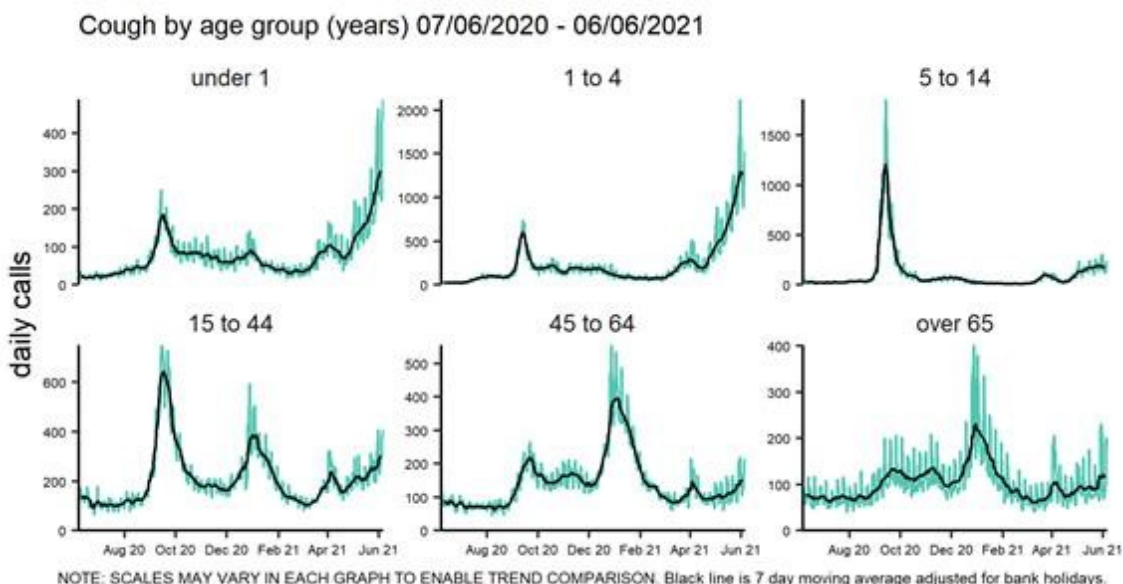 Cough by age group (years) 07/06/2020 - 06/06/2021
under 1
1 to 4
5 to 14
400
300
200
100
0
2000
1500
1000
500
0
1500
1000
500
0
daily calls
15 to 44
45 to 64
over 65
600
400
200
0
500
400
300
200
100
0
400
300
200
100
0
Aug 20 Oct 20 Dec 20 Feb 21 Apr 21 Jun 21
Aug 20 Oct 20 Dec 20 Feb 21 Apr 21 Jun 21
Aug 20 Oct 20 Dec 20 Feb 21 Apr 21 Jun 21
NOTE: SCALES MAY VARY IN EACH GRAPH TO ENABLE TREND COMPARISON. Black line is 7 day moving average adjusted for bank holidays.